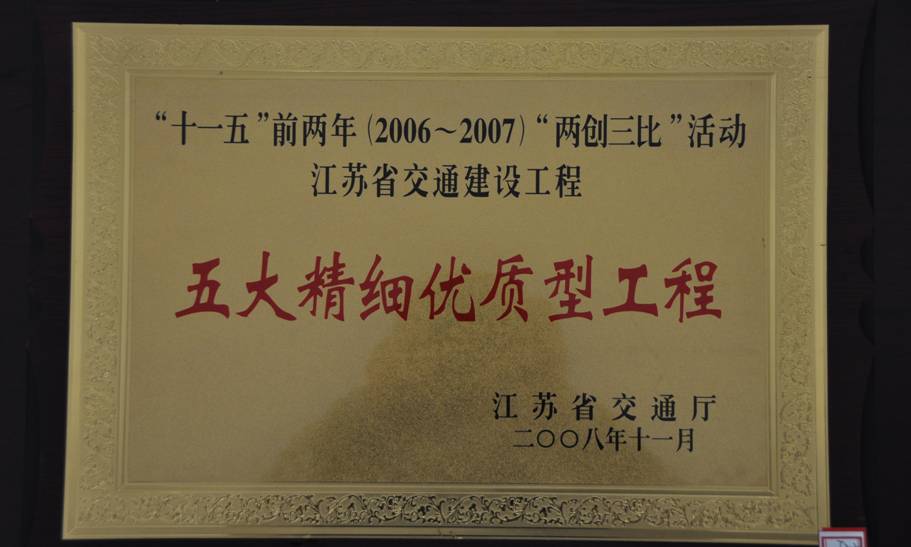 “十一五”前两年(2006～2007)“两创三比”活动
江苏省交通建设工程
五大精细优质型工程
江苏省交通厅
二〇〇八年十一月